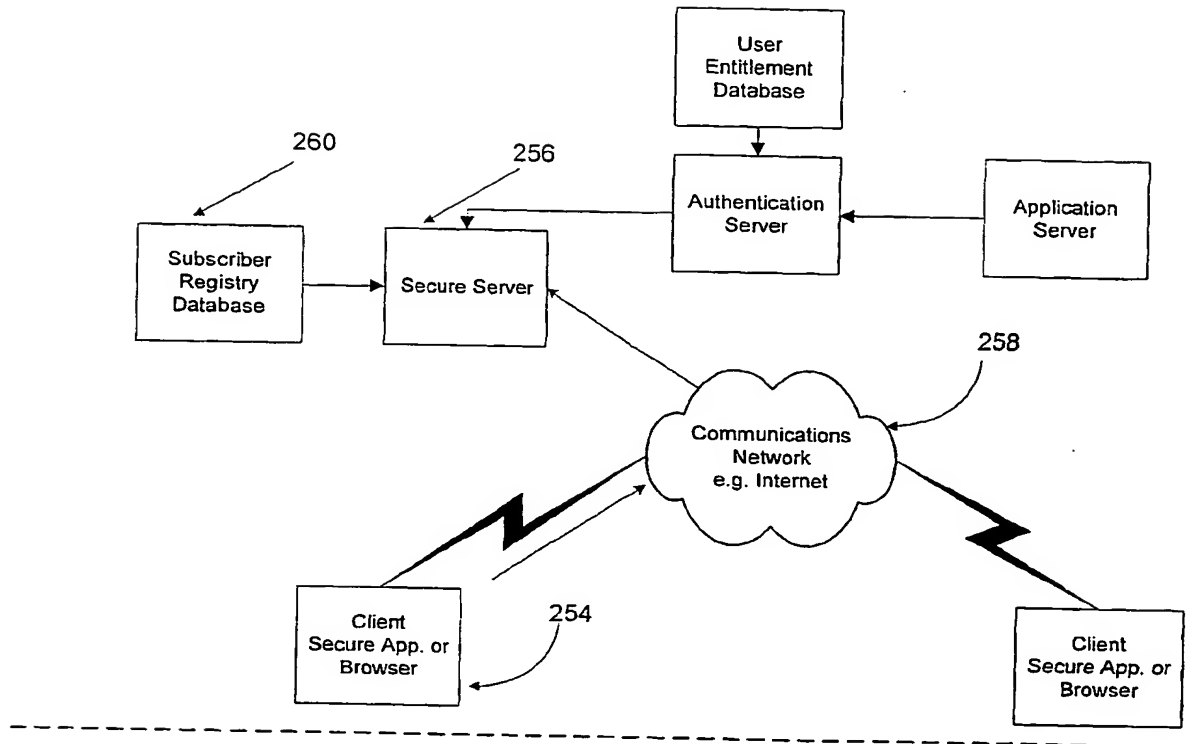 User
Entitlement
Database
260
256
Authentication
Server
Application
Server
Subscriber
Registry
Database
Secure Server
258
Communications
Network
e.g. Internet
Client
Secure App. or
Browser
254
Client
Secure App. or
Browser